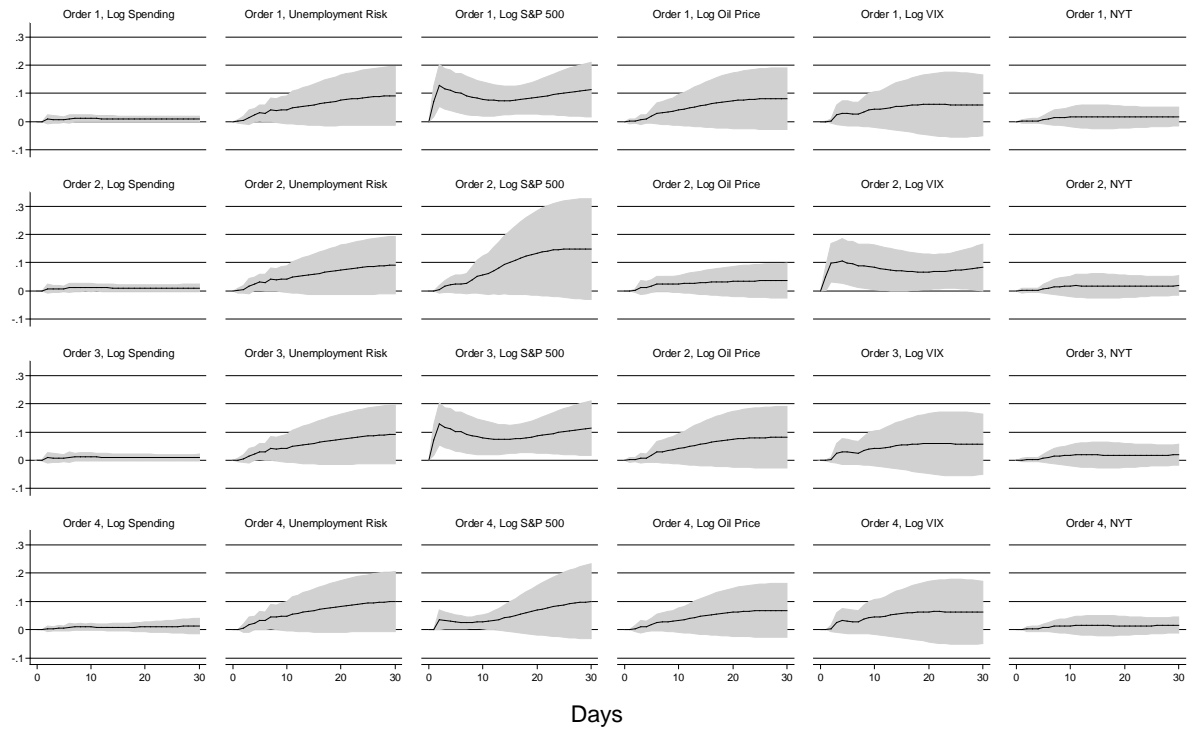 Order 1, Log Spending
Order 1, Unemployment Risk
Order 1, Log S&P 500
Order 1, Log Oil Price
Order 1, Log VIX
Order 1, NYT
.3
.2
.1
0
-.1
Order 2, Log Spending
Order 2, Unemployment Risk
Order 2, Log S&P 500
Order 2, Log Oil Price
Order 2, Log VIX
Order 2, NYT
.3
.2
.1
0
-.1
Order 3, Log Spending
Order 3, Unemployment Risk
Order 3, Log S&P 500
Order 2, Log Oil Price
Order 3, Log VIX
Order 3, NYT
.3
.2
.1
0
-.1
Order 4, Log Spending
Order 4, Unemployment Risk
Order 4, Log S&P 500
Order 4, Log Oil Price
Order 4, Log VIX
Order 4, NYT
.3
.2
.1
0
-.1
0 10 20 30
0 10 20 30
0 10 20 30
0 10 20 30
0 10 20 30
0 10 20 30
Days